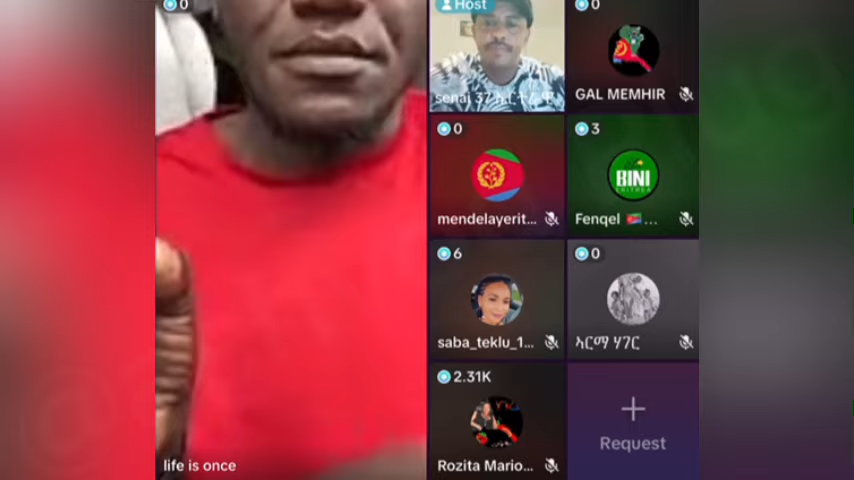 0
Host
0
senai 37
GAL MEMHIR
0
3
mendelayerit...
BINI
ERITREA
Fenqel 🇪🇷...
6
0
saba_teklu_1...
ኣርማ ሃገር
2.31K
Rozita Mario...
Request
life is once